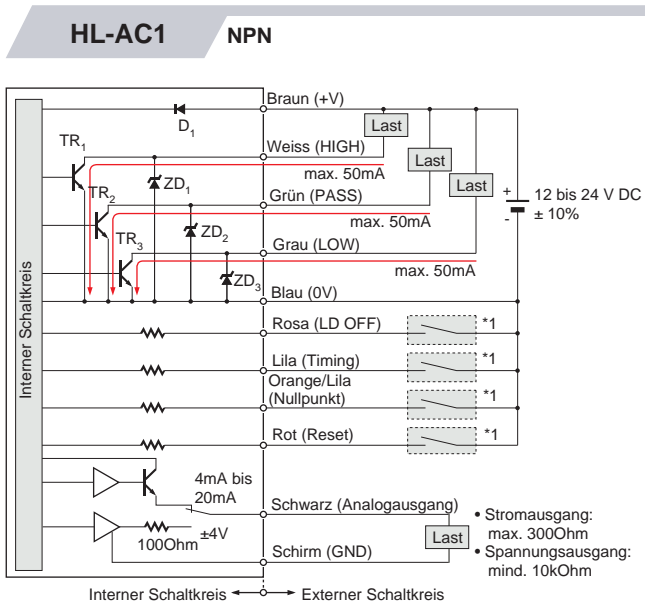 HL-AC1 NPN
Braun (+V)
D1
Last
TR1
Weiss (HIGH)
Last
max. 50mA
TR2
ZD1
Grün (PASS)
Last
+ 12 bis 24 V DC
- ± 10%
max. 50mA
TR3
ZD2
Grau (LOW)
max. 50mA
ZD3
Blau (0V)
Interner Schaltkreis
Rosa (LD OFF)
*1
Lila (Timing)
*1
Orange/Lila
(Nullpunkt)
*1
Rot (Reset)
*1
4mA bis
20mA
Schwarz (Analogausgang)
±4V
100Ohm
Last
Schirm (GND)
• Stromausgang:
max. 300Ohm
• Spannungsausgang:
mind. 10kOhm
Interner Schaltkreis Externer Schaltkreis